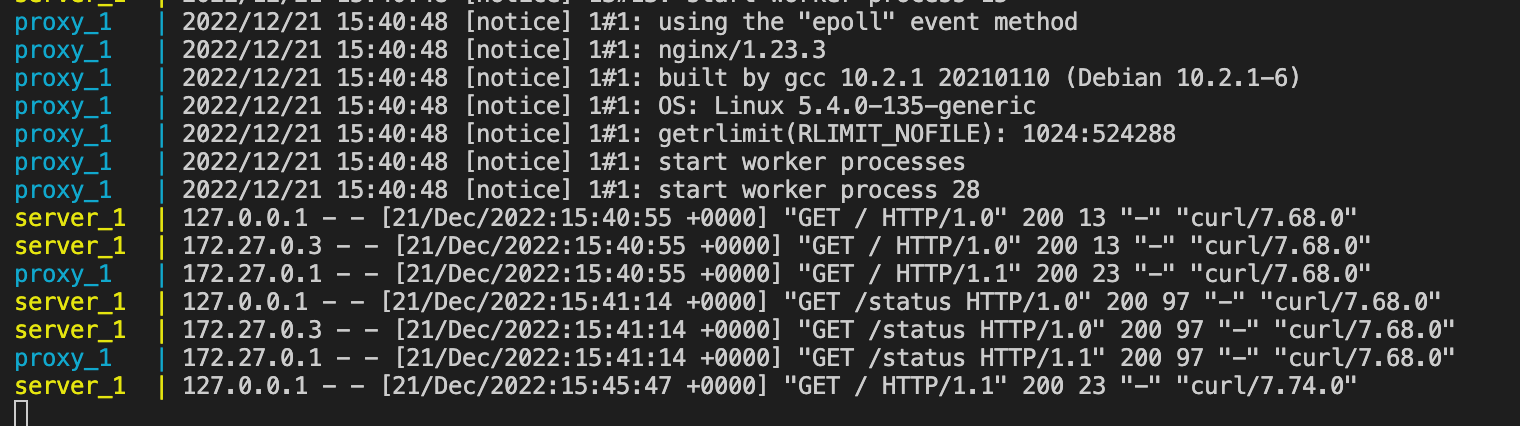 server_1 | 2022/12/21 15:40:48 [notice] 13#13: start worker process 15
proxy_1 | 2022/12/21 15:40:48 [notice] 1#1: using the "epoll" event method
proxy_1 | 2022/12/21 15:40:48 [notice] 1#1: nginx/1.23.3
proxy_1 | 2022/12/21 15:40:48 [notice] 1#1: built by gcc 10.2.1 20210110 (Debian 10.2.1-6)
proxy_1 | 2022/12/21 15:40:48 [notice] 1#1: OS: Linux 5.4.0-135-generic
proxy_1 | 2022/12/21 15:40:48 [notice] 1#1: getrlimit(RLIMIT_NOFILE): 1024:524288
proxy_1 | 2022/12/21 15:40:48 [notice] 1#1: start worker processes
proxy_1 | 2022/12/21 15:40:48 [notice] 1#1: start worker process 28
server_1 | 127.0.0.1 - - [21/Dec/2022:15:40:55 +0000] "GET / HTTP/1.0" 200 13 "-" "curl/7.68.0"
server_1 | 172.27.0.3 - - [21/Dec/2022:15:40:55 +0000] "GET / HTTP/1.0" 200 13 "-" "curl/7.68.0"
proxy_1 | 172.27.0.1 - - [21/Dec/2022:15:40:55 +0000] "GET / HTTP/1.1" 200 23 "-" "curl/7.68.0"
server_1 | 127.0.0.1 - - [21/Dec/2022:15:41:14 +0000] "GET /status HTTP/1.0" 200 97 "-" "curl/7.68.0"
server_1 | 172.27.0.3 - - [21/Dec/2022:15:41:14 +0000] "GET /status HTTP/1.0" 200 97 "-" "curl/7.68.0"
proxy_1 | 172.27.0.1 - - [21/Dec/2022:15:41:14 +0000] "GET /status HTTP/1.1" 200 97 "-" "curl/7.68.0"
server_1 | 127.0.0.1 - - [21/Dec/2022:15:45:47 +0000] "GET / HTTP/1.1" 200 23 "-" "curl/7.74.0"